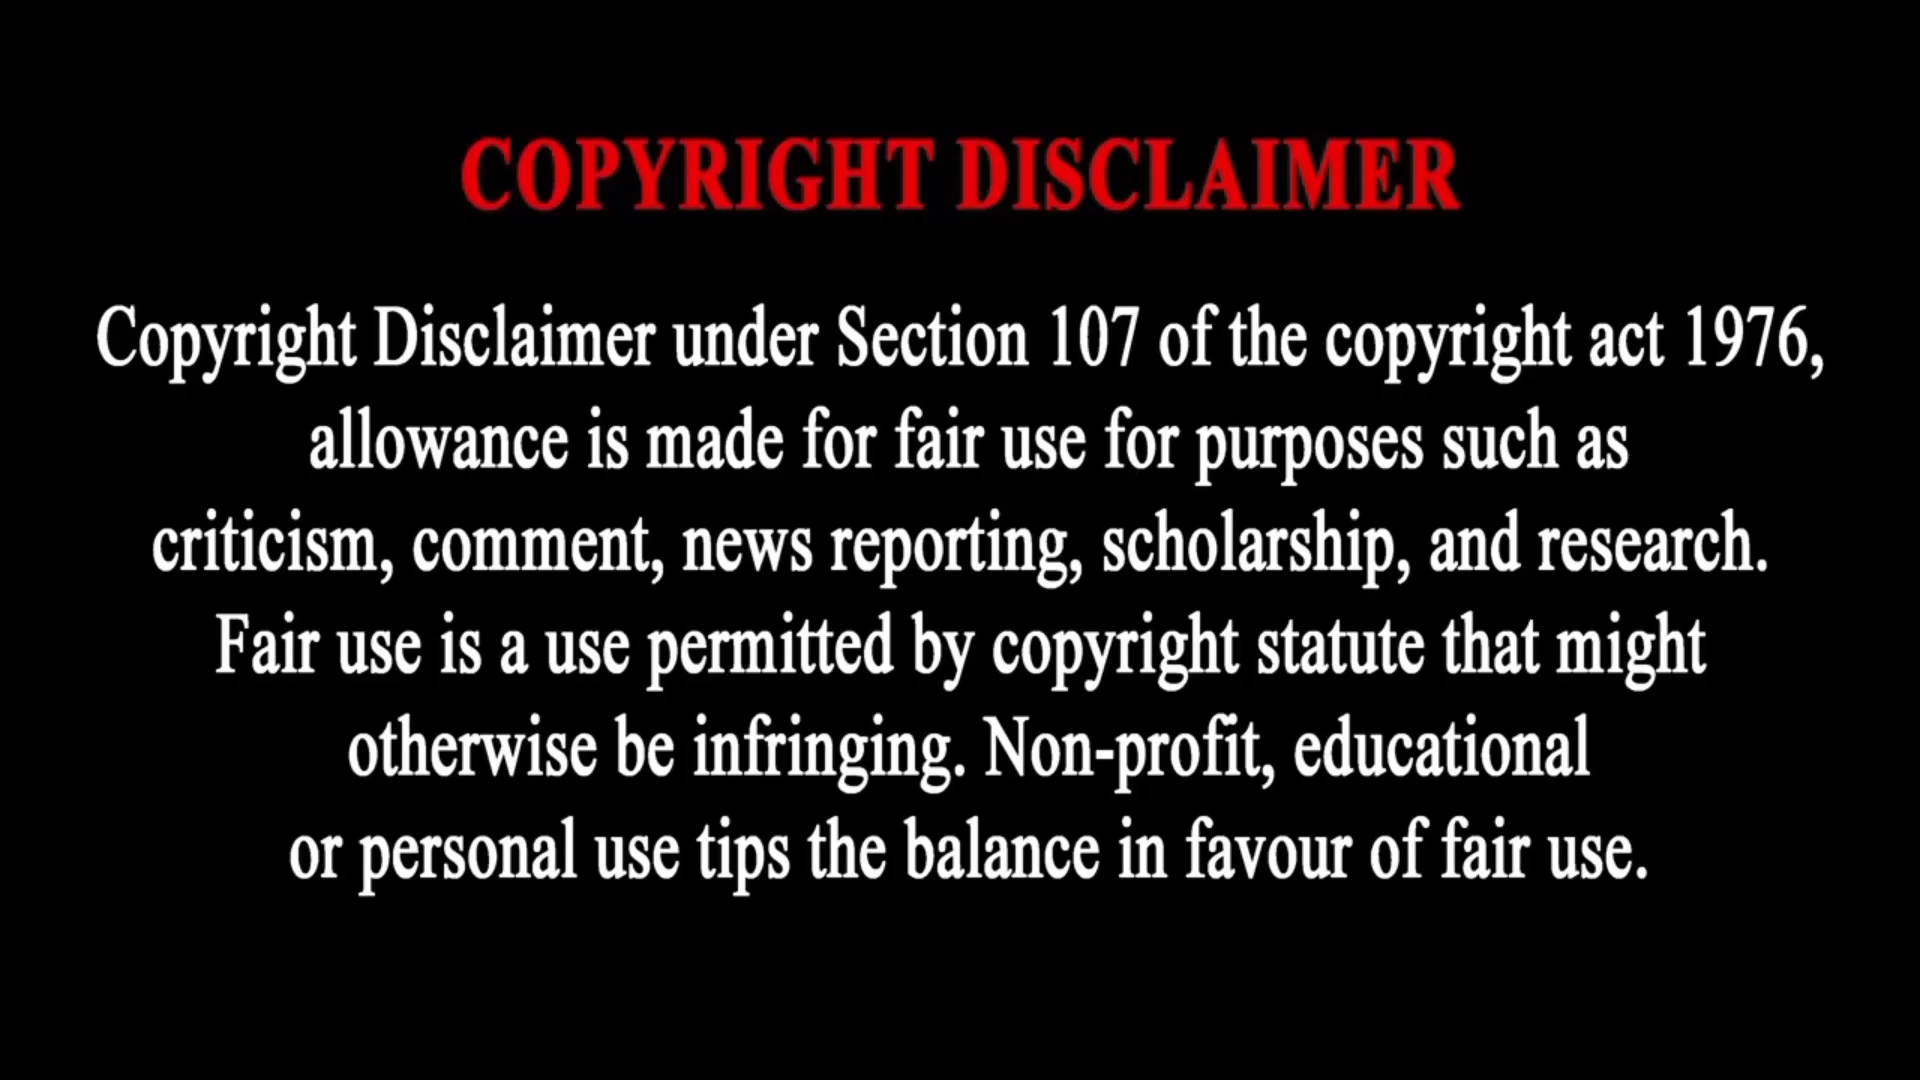 COPYRIGHT DISCLAIMER
Copyright Disclaimer under Section 107 of the copyright act 1976,
allowance is made for fair use for purposes such as
criticism, comment, news reporting, scholarship, and research.
Fair use is a use permitted by copyright statute that might
otherwise be infringing. Non-profit, educational
or personal use tips the balance in favour of fair use.